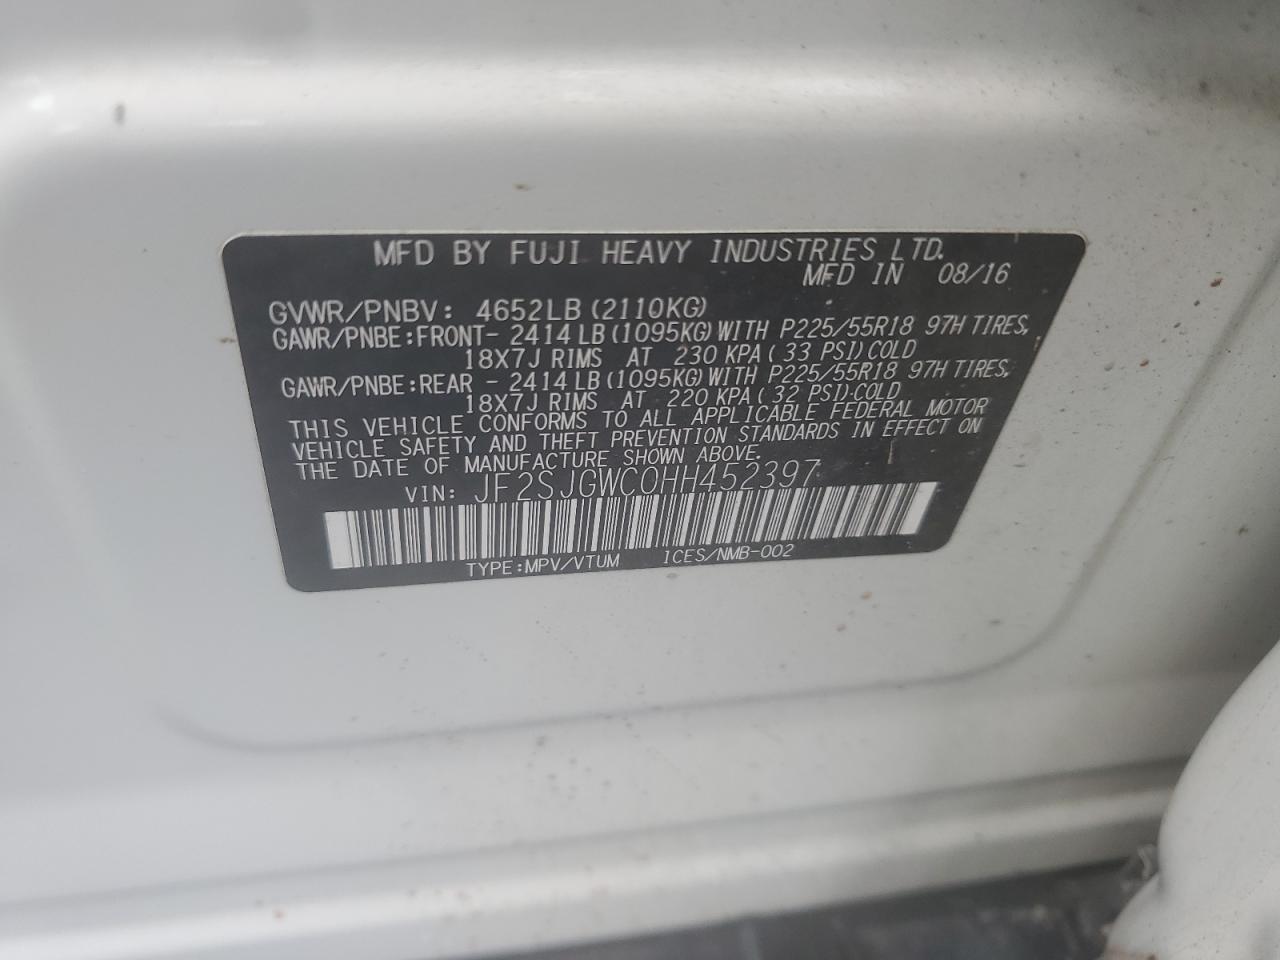 MFD BY FUJI HEAVY INDUSTRIES LTD.
MFD IN 08/16
GVWR/PNBV: 4652LB (2110KG)
GAWR/PNBE:FRONT- 2414LB (1095KG) WITH P225/55R18 97H TIRES,
18X7J RIMS AT 230 KPA ( 33 PSI) COLD
GAWR/PNBE:REAR - 2414LB (1095KG) WITH P225/55R18 97H TIRES,
18X7J RIMS AT 220 KPA ( 32 PSI) COLD
THIS VEHICLE CONFORMS TO ALL APPLICABLE FEDERAL MOTOR
VEHICLE SAFETY AND THEFT PREVENTION STANDARDS IN EFFECT ON
THE DATE OF MANUFACTURE SHOWN ABOVE.
VIN: JF2SJGWC0HH452397
TYPE:MPV/VTUM ICES/NMB-002